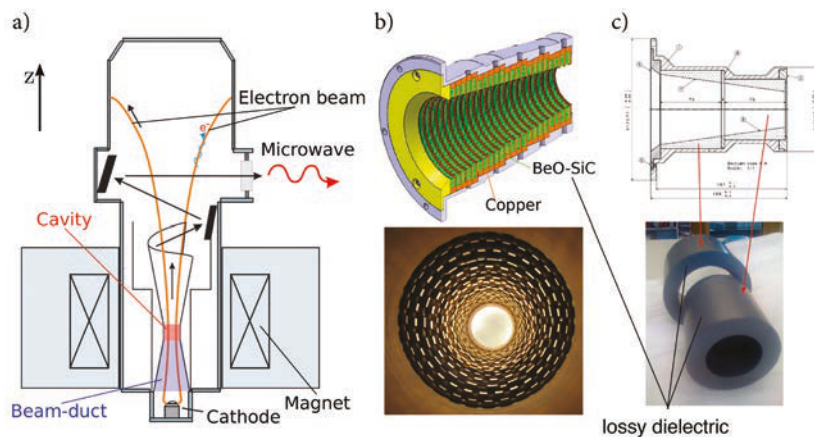 a)
z
Electron beam
e-
Microwave
Cavity
Beam-duct
Cathode
Magnet
b)
BeO-SiC
Copper
c)
lossy dielectric